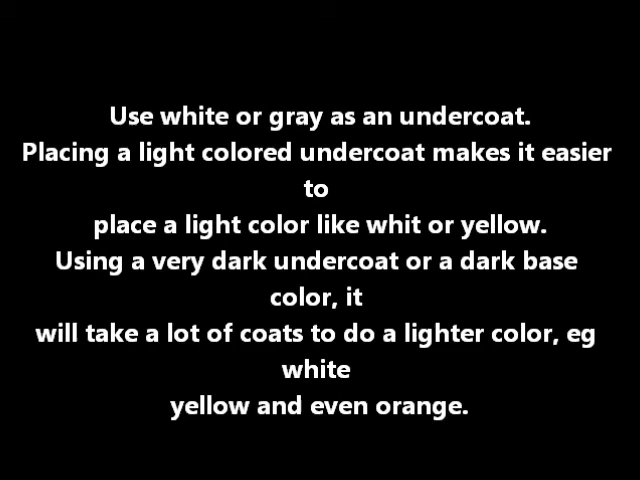 Use white or gray as an undercoat.
Placing a light colored undercoat makes it easier
to
place a light color like whit or yellow.
Using a very dark undercoat or a dark base
color, it
will take a lot of coats to do a lighter color, eg
white
yellow and even orange.